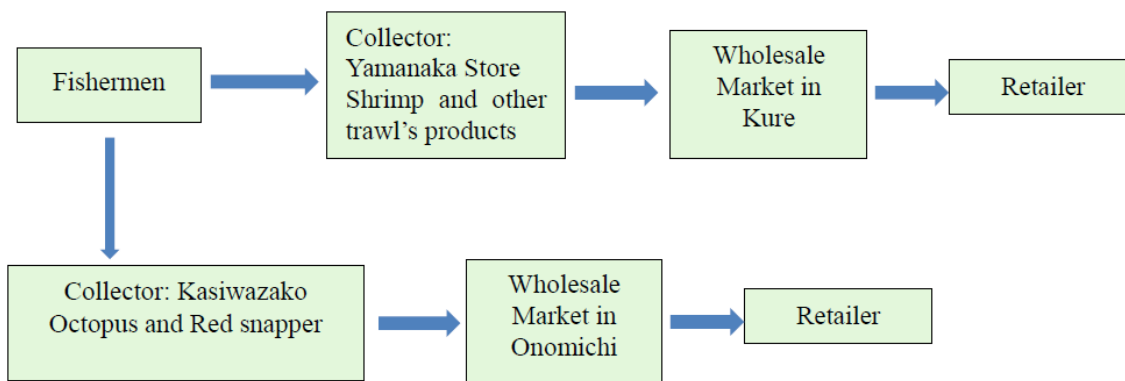 Fishermen
Collector:
Yamanaka Store
Shrimp and other
trawl's products
Wholesale
Market in
Kure
Retailer
Collector: Kasiwazako
Octopus and Red snapper
Wholesale
Market in
Onomichi
Retailer